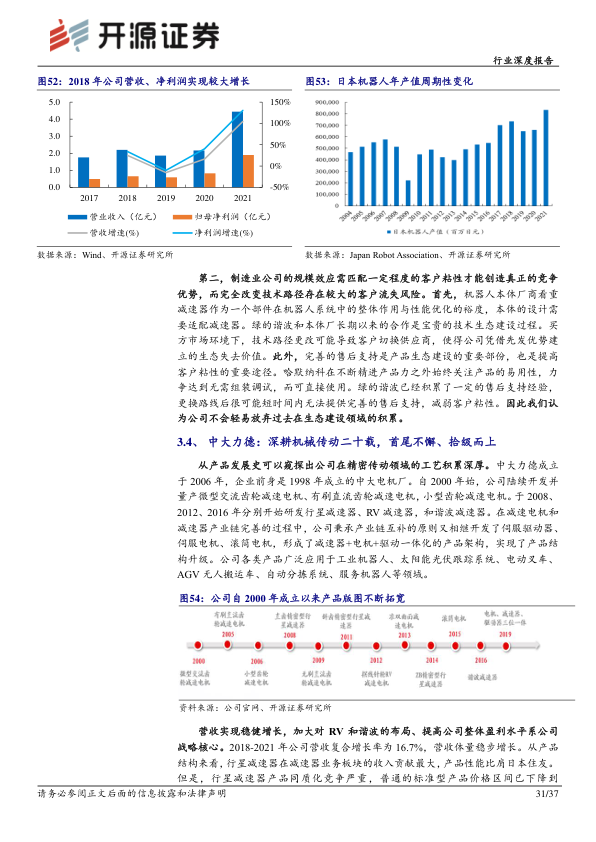 开源证券
行业深度报告
图52：2018 年公司营收、净利润实现较大增长
5.0
4.0
3.0
2.0
1.0
0.0
150%
100%
50%
0%
-50%
2017 2018 2019 2020 2021
营业收入（亿元） 归母净利润（亿元）
营收增速(%) 净利润增速(%)
数据来源：Wind、开源证券研究所
图53：日本机器人年产值周期性变化
900,000
800,000
700,000
600,000
500,000
400,000
300,000
200,000
100,000
0
2004 2005 2006 2007 2008 2009 2010 2011 2012 2013 2014 2015 2016 2017 2018 2019 2020 2021
日本机器人产值（百万日元）
数据来源：Japan Robot Association、开源证券研究所
第二，制造业公司的规模效应需匹配一定程度的客户粘性才能创造真正的竞争
优势，而完全改变技术路径存在较大的客户流失风险。首先，机器人本体厂商看重
减速器作为一个部件在机器人系统中的整体作用与性能优化的裕度，本体的设计需
要适配减速器。绿的谐波和本体厂长期以来的合作是宝贵的技术生态建设过程。买
方市场环境下，技术路径更改可能导致客户切换供应商，使得公司凭借先发优势建
立的生态失去价值。此外，完善的售后支持是产品生态建设的重要部份，也是提高
客户粘性的重要途径。哈默纳科在不断精进产品力之外始终关注产品的易用性，力
争达到无需组装调试，而可直接使用。绿的谐波已经积累了一定的售后支持经验，
更换路线后很可能短时间内无法提供完善的售后支持，减弱客户粘性。因此我们认
为公司不会轻易放弃过去在生态建设领域的积累。
3.4、 中大力德：深耕机械传动二十载，首尾不懈、拾级而上
从产品发展史可以窥探出公司在精密传动领域的工艺积累深厚。中大力德成立
于 2006 年，企业前身是 1998 年成立的中大电机厂。自 2000 年始，公司陆续开发并
量产微型交流齿轮减速电机、有刷直流齿轮减速电机，小型齿轮减速电机。于 2008、
2012、2016 年分别开始研发行星减速器、RV 减速器，和谐波减速器。在减速电机和
减速器产业链完善的过程中，公司秉承产业链互补的原则又相继开发了伺服驱动器、
伺服电机、滚筒电机，形成了减速器+电机+驱动一体化的产品架构，实现了产品结
构升级。公司各类产品广泛应用于工业机器人、太阳能光伏跟踪系统、电动叉车、
AGV 无人搬运车、自动分拣系统、服务机器人等领域。
图54：公司自 2000 年成立以来产品版图不断拓宽
2000
微型交流齿
轮减速电机
有刷直流齿
轮减速电机
2005
2006
小型齿轮
减速电机
直齿精密型行
星减速器
2008
2009
无刷直流齿
轮减速电机
斜齿精密型行星减
速器
2011
2012
摆线针轮RV
减速电机
减
速电机
2013
2014
ZB精密型行
星减速器
滚筒电机
2015
2016
谐波减速器
电机、减速器、
驱动器三位一体
2019
资料来源：公司官网、开源证券研究所
营收实现稳健增长，加大对 RV 和谐波的布局、提高公司整体盈利水平系公司
战略核心。2018-2021 年公司营收复合增长率为 16.7%，营收体量稳步增长。从产品
结构来看，行星减速器在减速器业务板块的收入贡献最大，产品性能比肩日本住友。
但是，行星减速器产品同质化竞争严重，普通的标准型产品价格区间已下降到
请务必参阅正文后面的信息披露和法律声明
31/37